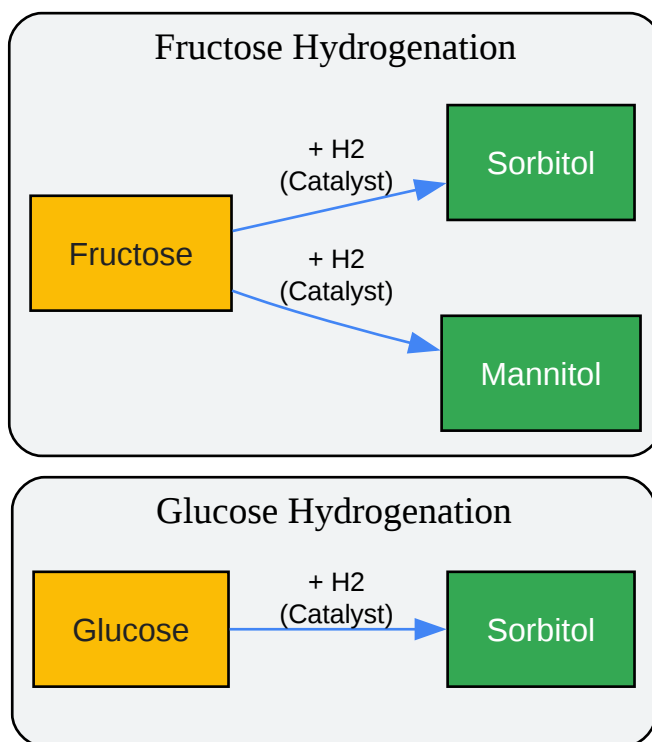 Fructose Hydrogenation
+ H2
(Catalyst)
Sorbitol
Fructose
+ H2
(Catalyst)
Mannitol
Glucose Hydrogenation
+ H2
(Catalyst)
Glucose
Sorbitol